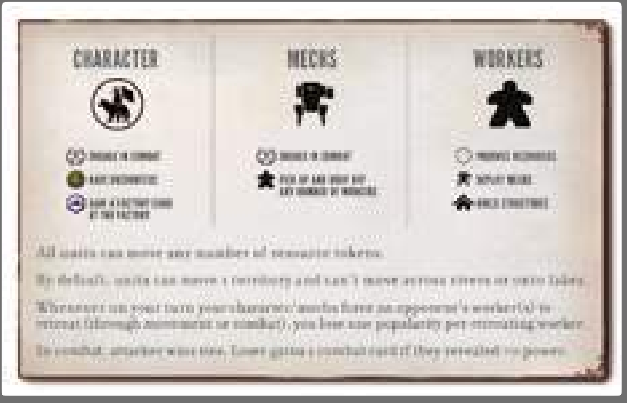 CHARACTER
MECHS
WORKERS
ENGAGE IN COMBAT
HAVE ENCOUNTERS
GAIN A FACTORY CARD
AT THE FACTORY
ENGAGE IN COMBAT
PICK UP AND DROP OFF
ANY NUMBER OF WORKERS
PRODUCE RESOURCES
DEPLOY MECHS
BUILD STRUCTURES
All units can move any number of resource tokens.
By default, units can move 1 territory and can't move across rivers or onto lakes.
Whenever on your turn your character/mechs force an opponent's worker(s) to
retreat (through movement or combat), you lose one popularity per retreating worker.
In combat, attacker wins ties. Loser gains 1 combat card if they revealed power.